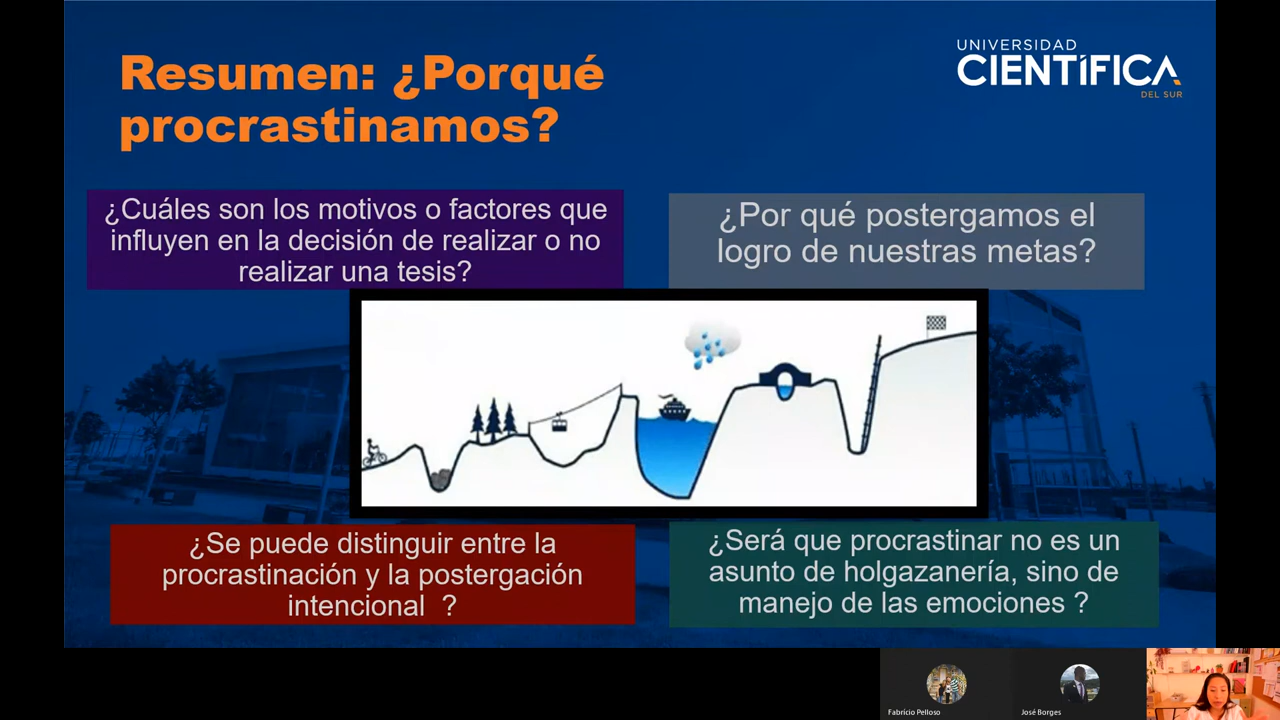 Resumen: ¿Porqué
procrastinamos?
UNIVERSIDAD
CIENTÍFICA
DEL SUR
¿Cuáles son los motivos o factores que
influyen en la decisión de realizar o no
realizar una tesis?
¿Por qué postergamos el
logro de nuestras metas?
¿Se puede distinguir entre la
procrastinación y la postergación
intencional ?
¿Será que procrastinar no es un
asunto de holgazanería, sino de
manejo de las emociones ?
Fabrício Pelloso
José Borges